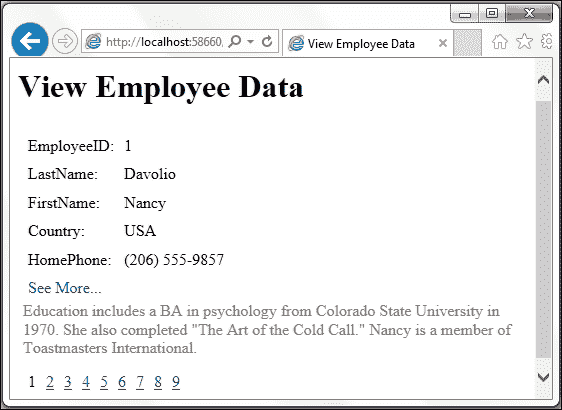 http://localhost:58660,
View Employee Data
View Employee Data
EmployeeID: 1
LastName: Davolio
FirstName: Nancy
Country: USA
HomePhone: (206) 555-9857
See More...
Education includes a BA in psychology from Colorado State University in
1970. She also completed "The Art of the Cold Call." Nancy is a member of
Toastmasters International.
1 2 3 4 5 6 7 8 9